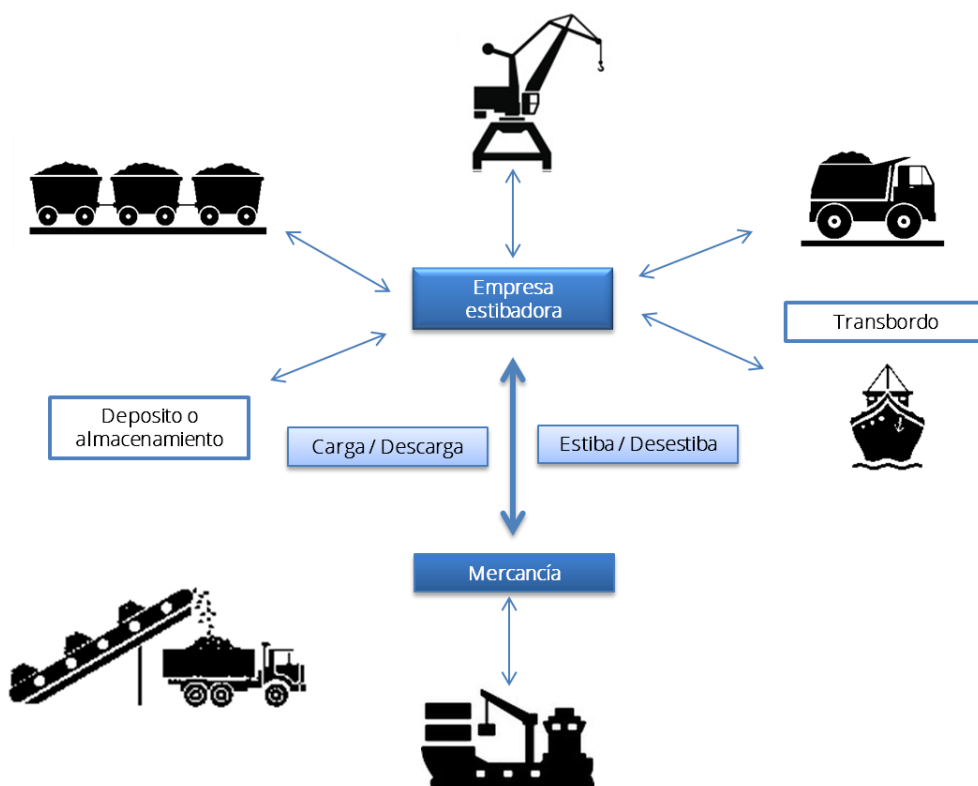 Empresa
estibadora
Transbordo
Deposito o
almacenamiento
Carga / Descarga
Estiba / Desestiba
Mercancía